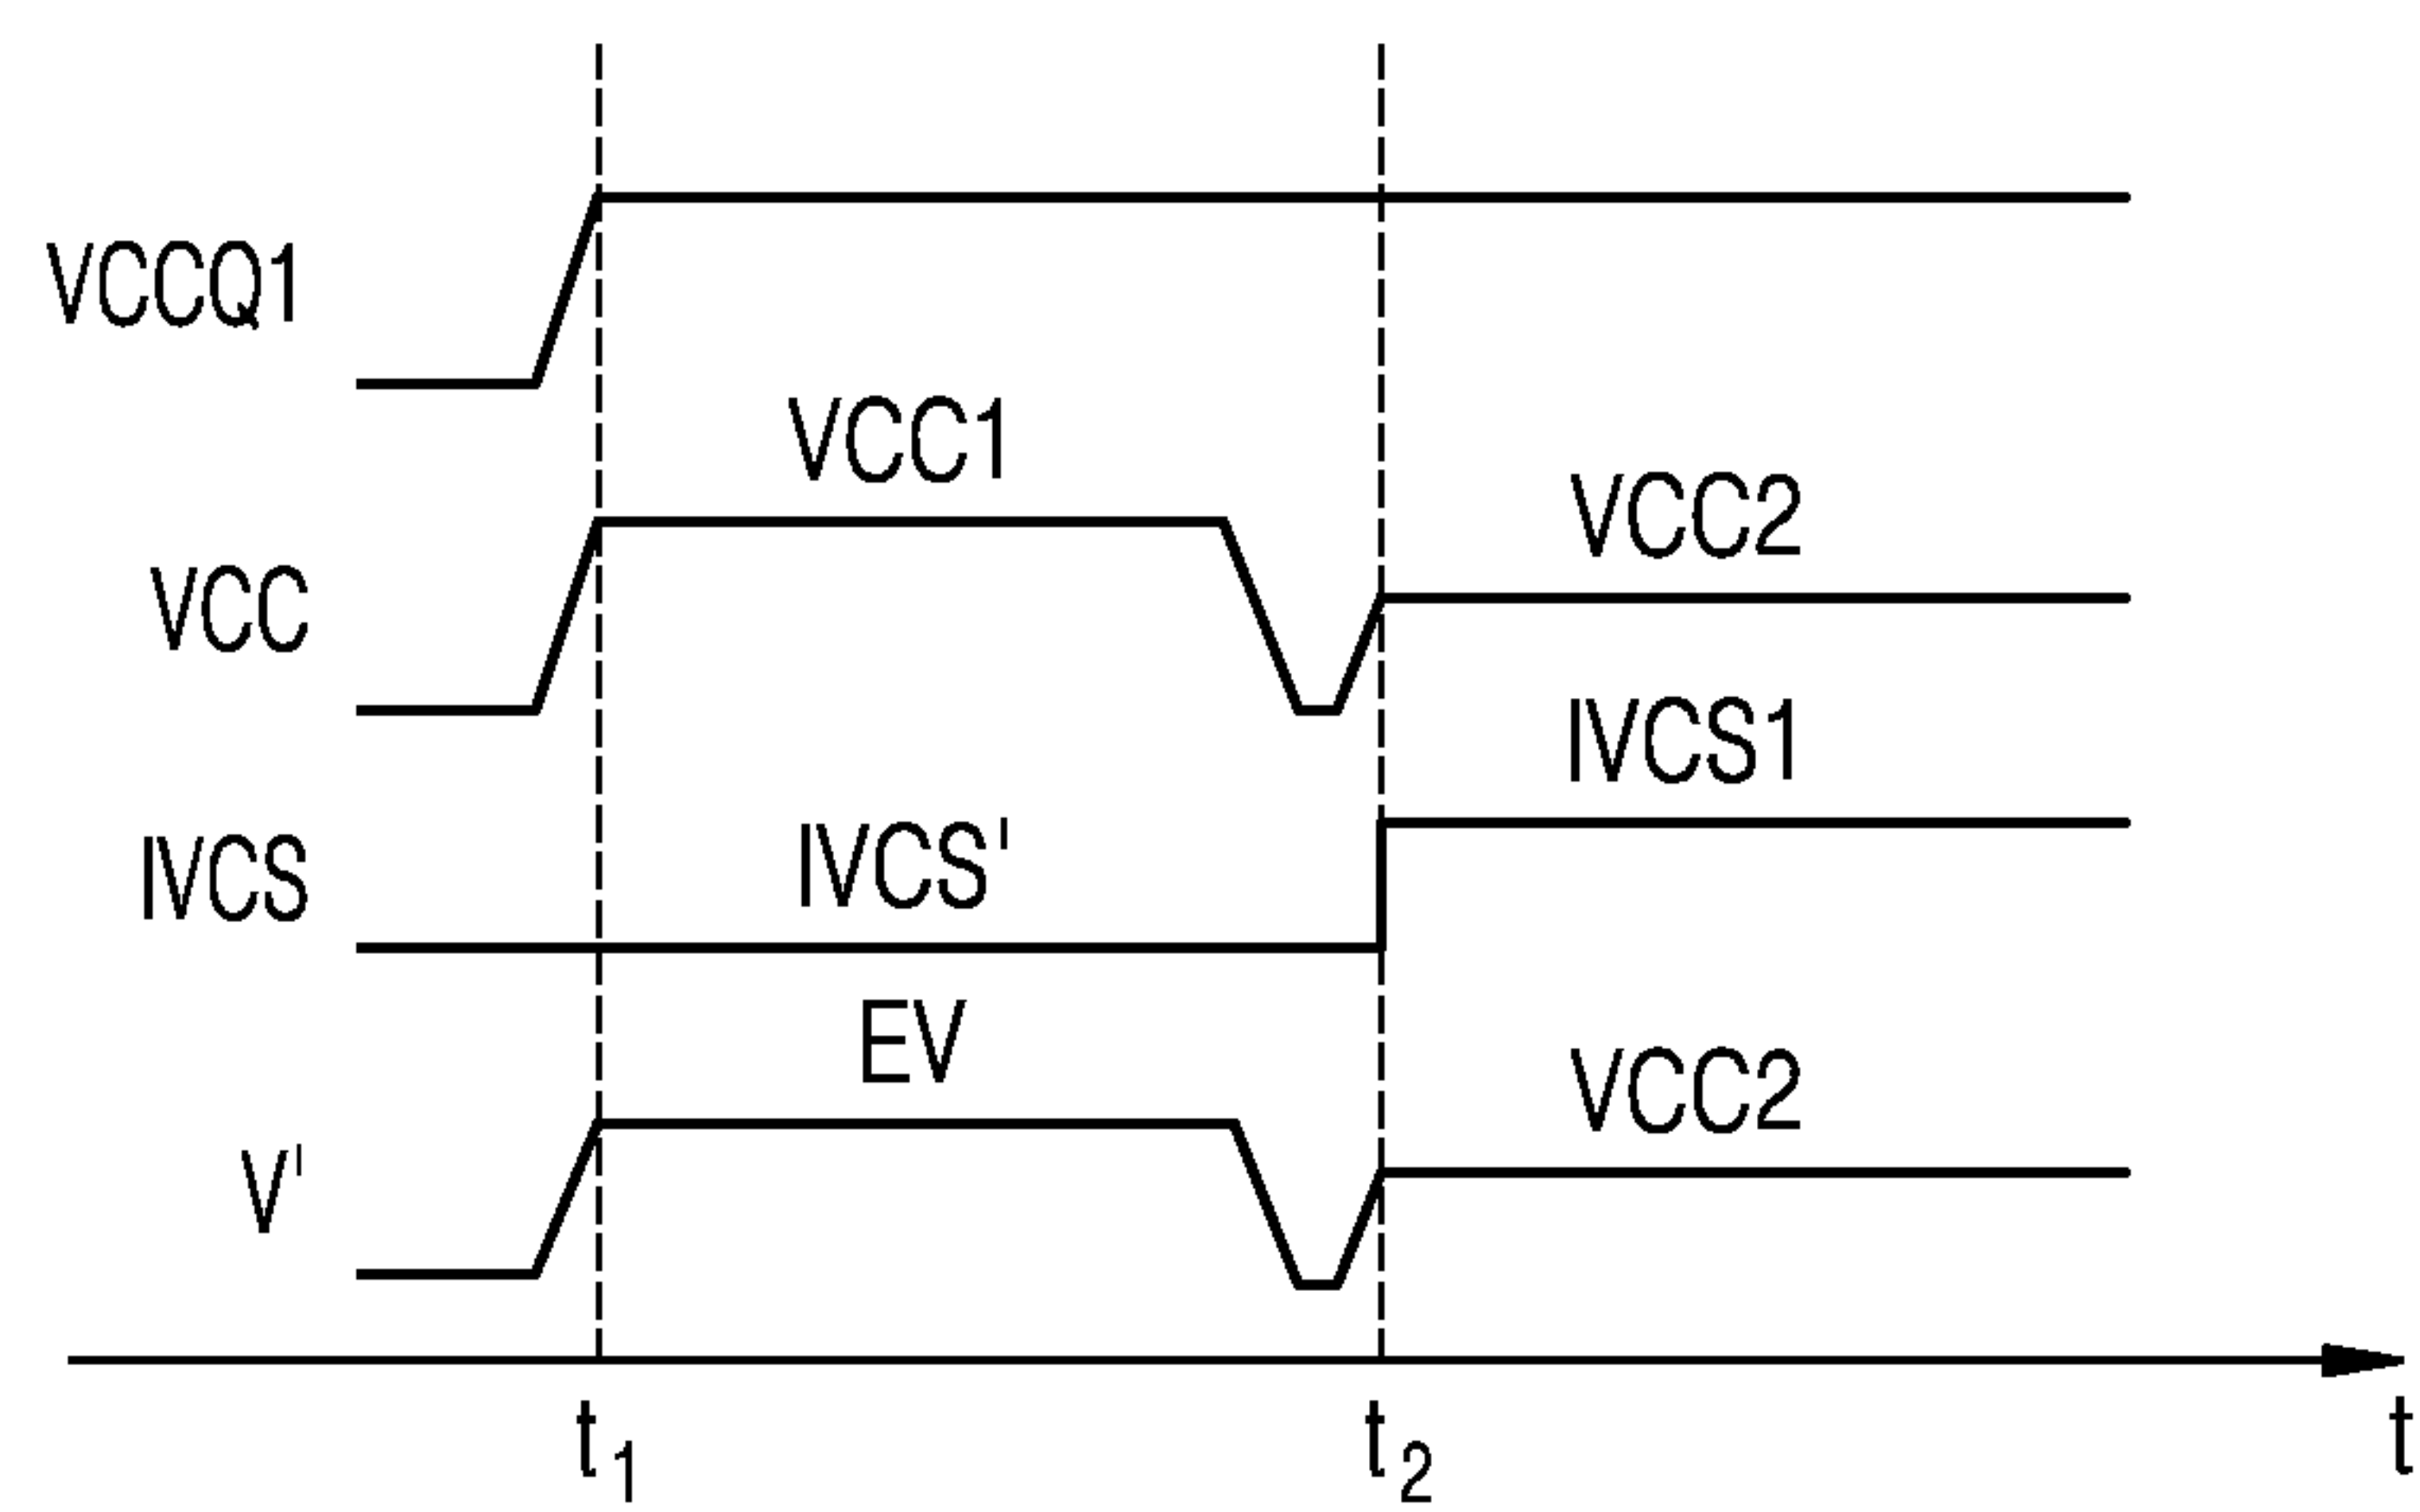 VCCQ1
VCC1
VCC2
VCC
IVCS1
IVCS'
IVCS
EV
VCC2
V'
t1
t2
t